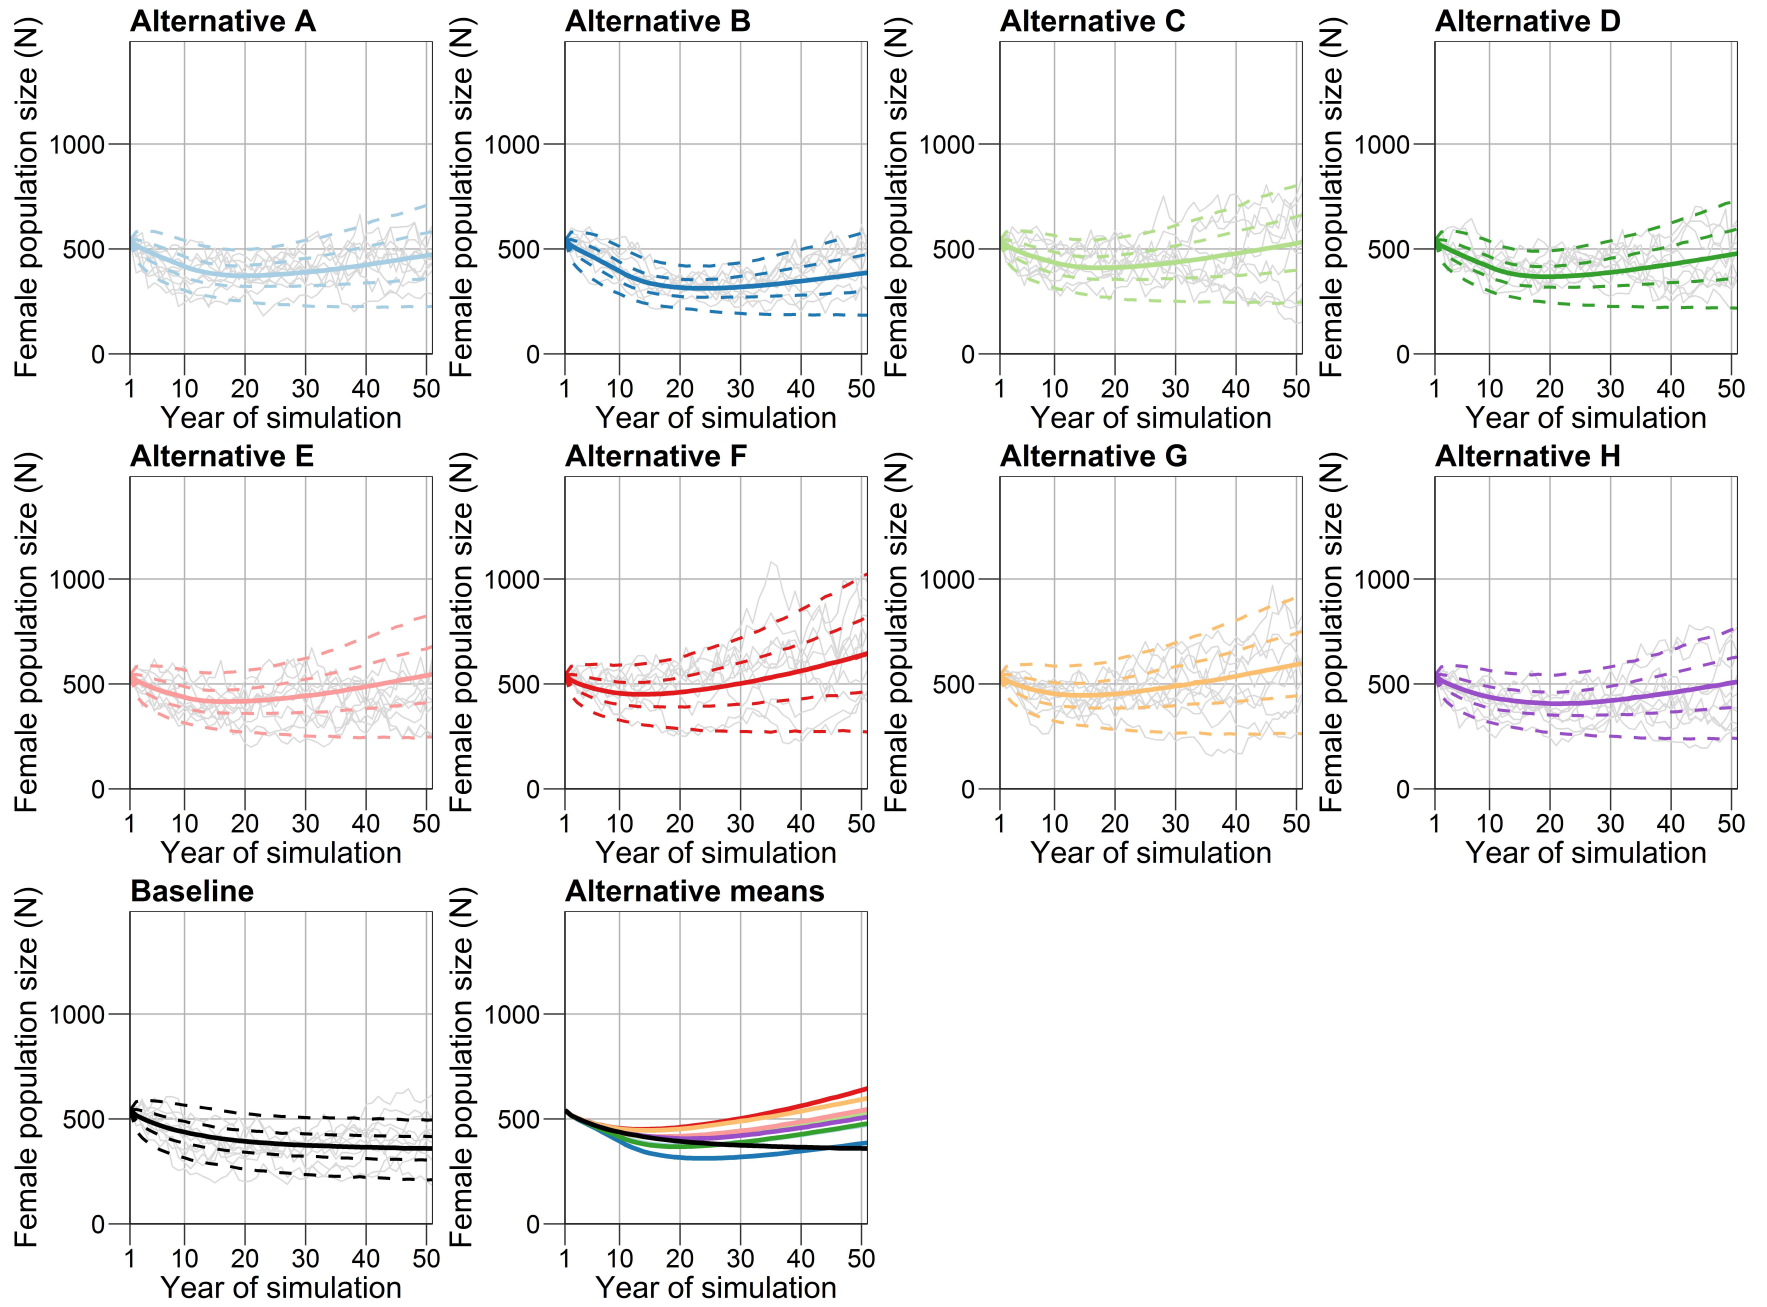 Alternative A
Female population size (N)
1000
500
0
1 10 20 30 40 50
Year of simulation
Alternative B
Female population size (N)
1000
500
0
1 10 20 30 40 50
Year of simulation
Alternative C
Female population size (N)
1000
500
0
1 10 20 30 40 50
Year of simulation
Alternative D
Female population size (N)
1000
500
0
1 10 20 30 40 50
Year of simulation
Alternative E
Female population size (N)
1000
500
0
1 10 20 30 40 50
Year of simulation
Alternative F
Female population size (N)
1000
500
0
1 10 20 30 40 50
Year of simulation
Alternative G
Female population size (N)
1000
500
0
1 10 20 30 40 50
Year of simulation
Alternative H
Female population size (N)
1000
500
0
1 10 20 30 40 50
Year of simulation
Baseline
Female population size (N)
1000
500
0
1 10 20 30 40 50
Year of simulation
Alternative means
Female population size (N)
1000
500
0
1 10 20 30 40 50
Year of simulation